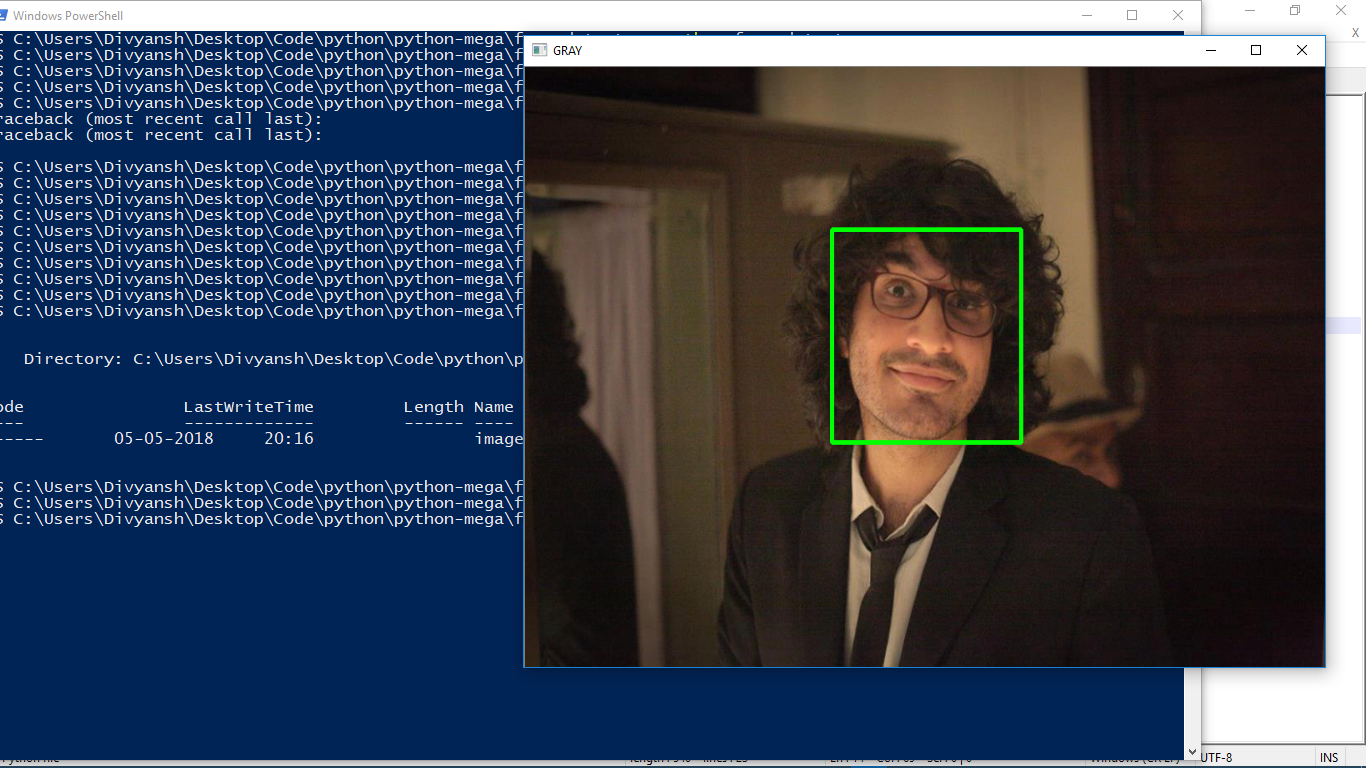 Windows PowerShell
X
GRAY
S C:\Users\Divyansh\Desktop\Code\python\python-mega\f
S C:\Users\Divyansh\Desktop\Code\python\python-mega\f
S C:\Users\Divyansh\Desktop\Code\python\python-mega\f
S C:\Users\Divyansh\Desktop\Code\python\python-mega\f
S C:\Users\Divyansh\Desktop\Code\python\python-mega\f
raceback (most recent call last):
raceback (most recent call last):
S C:\Users\Divyansh\Desktop\Code\python\python-mega\f
S C:\Users\Divyansh\Desktop\Code\python\python-mega\f
S C:\Users\Divyansh\Desktop\Code\python\python-mega\f
S C:\Users\Divyansh\Desktop\Code\python\python-mega\f
S C:\Users\Divyansh\Desktop\Code\python\python-mega\f
S C:\Users\Divyansh\Desktop\Code\python\python-mega\f
S C:\Users\Divyansh\Desktop\Code\python\python-mega\f
S C:\Users\Divyansh\Desktop\Code\python\python-mega\f
S C:\Users\Divyansh\Desktop\Code\python\python-mega\f
S C:\Users\Divyansh\Desktop\Code\python\python-mega\f
Directory: C:\Users\Divyansh\Desktop\Code\python\p
ode LastWriteTime Length Name
--- ------------- ------ ----
----- 05-05-2018 20:16 image
S C:\Users\Divyansh\Desktop\Code\python\python-mega\f
S C:\Users\Divyansh\Desktop\Code\python\python-mega\f
S C:\Users\Divyansh\Desktop\Code\python\python-mega\f
UTF-8 INS